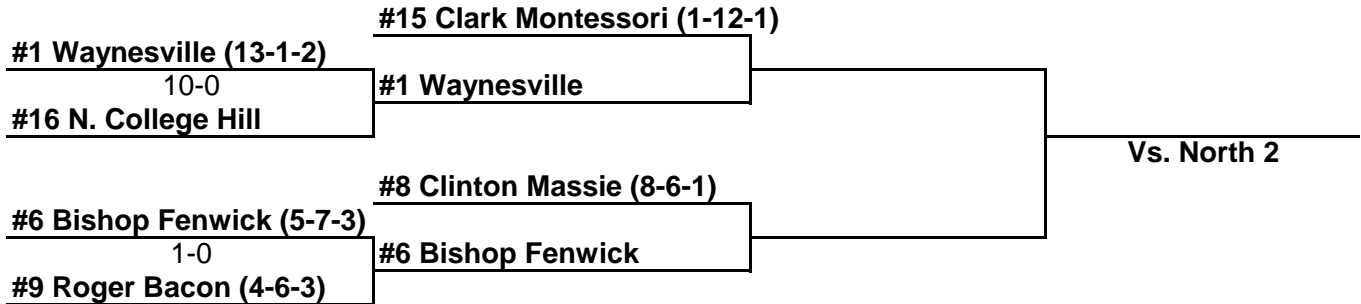 #15 Clark Montessori (1-12-1)
#1 Waynesville (13-1-2)
10-0
#1 Waynesville
#16 N. College Hill
Vs. North 2
#8 Clinton Massie (8-6-1)
#6 Bishop Fenwick (5-7-3)
1-0
#6 Bishop Fenwick
#9 Roger Bacon (4-6-3)